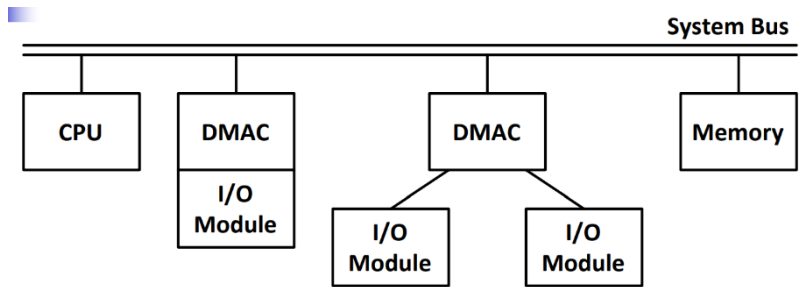 System Bus
CPU
DMAC
DMAC
Memory
I/O
Module
I/O
Module
I/O
Module